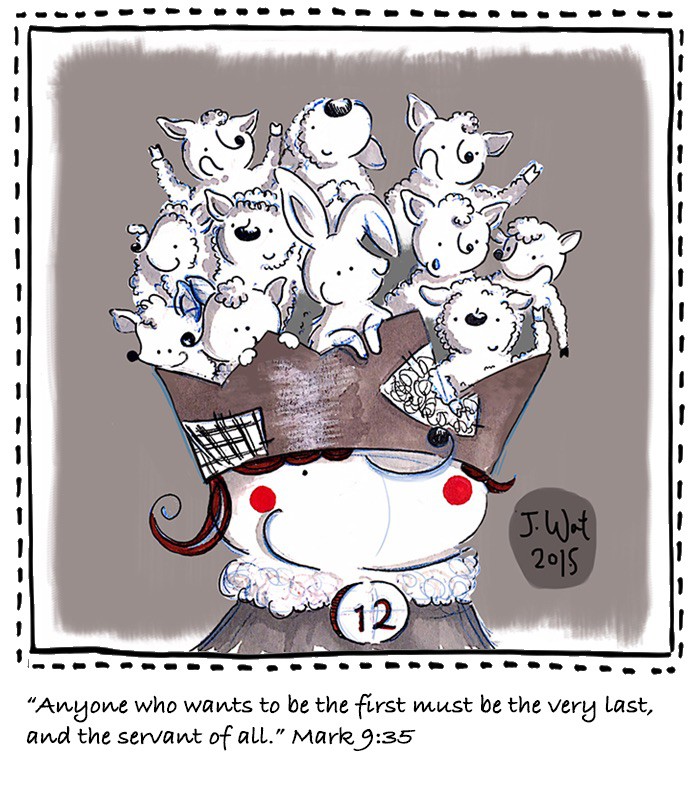 J. Wat
2015
12
“Anyone who wants to be the first must be the very last,
and the servant of all.” Mark 9:35